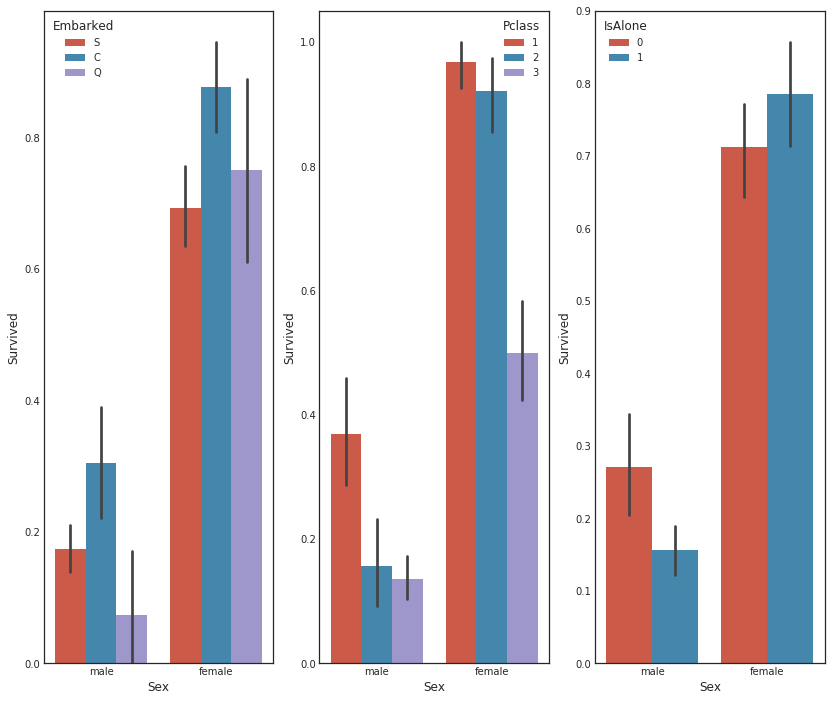 Embarked
S
C
Q
0.8
0.6
0.4
0.2
0.0
Survived
male female
Sex
Pclass
1
2
3
1.0
0.8
0.6
0.4
0.2
0.0
Survived
male female
Sex
IsAlone
0
1
0.9
0.8
0.7
0.6
0.5
0.4
0.3
0.2
0.1
0.0
Survived
male female
Sex